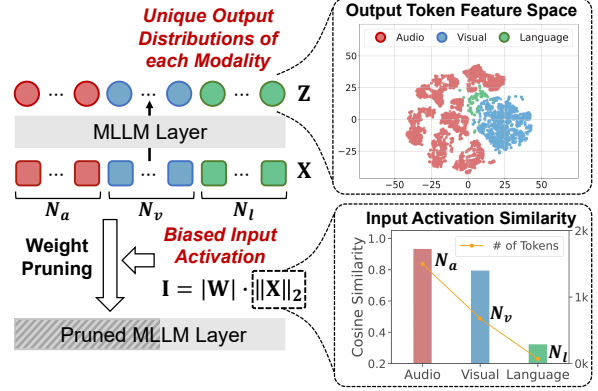 Unique Output
Distributions of
each Modality
... ... ... Z
MLLM Layer
... ... ... X
N_a N_v N_l
Weight
Pruning
Biased Input
Activation
I = |W| · ‖X‖₂
Pruned MLLM Layer
Output Token Feature Space
Audio Visual Language
50
25
0
−25
−50 −25 0 25 50
Input Activation Similarity
# of Tokens
Cosine Similarity
1.0
0.8
0.6
0.4
0.2
2k
1k
0k
N_a
N_v
N_l
Audio Visual Language